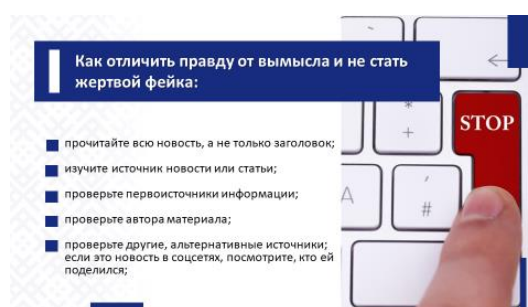 Как отличить правду от вымысла и не стать
жертвой фейка:
прочитайте всю новость, а не только заголовок;
изучите источник новости или статьи;
проверьте первоисточники информации;
проверьте автора материала;
проверьте другие, альтернативные источники;
если это новость в соцсетях, посмотрите, кто ей
поделился;
←
*
+
STOP
A
'
#